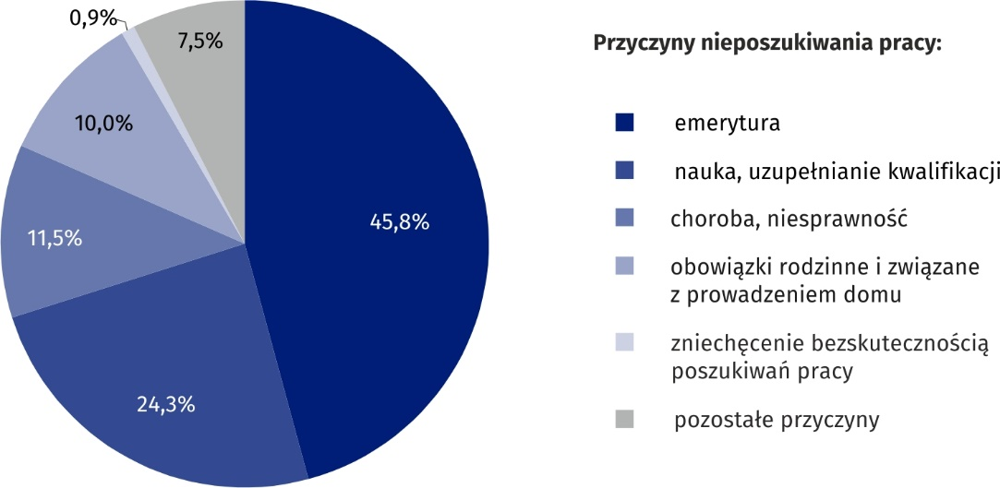 0,9%
7,5%
10,0%
11,5%
45,8%
24,3%
Przyczyny nieposzukiwania pracy:
emerytura
nauka, uzupełnianie kwalifikacji
choroba, niesprawność
obowiązki rodzinne i związane
z prowadzeniem domu
zniechęcenie bezskutecznością
poszukiwań pracy
pozostałe przyczyny